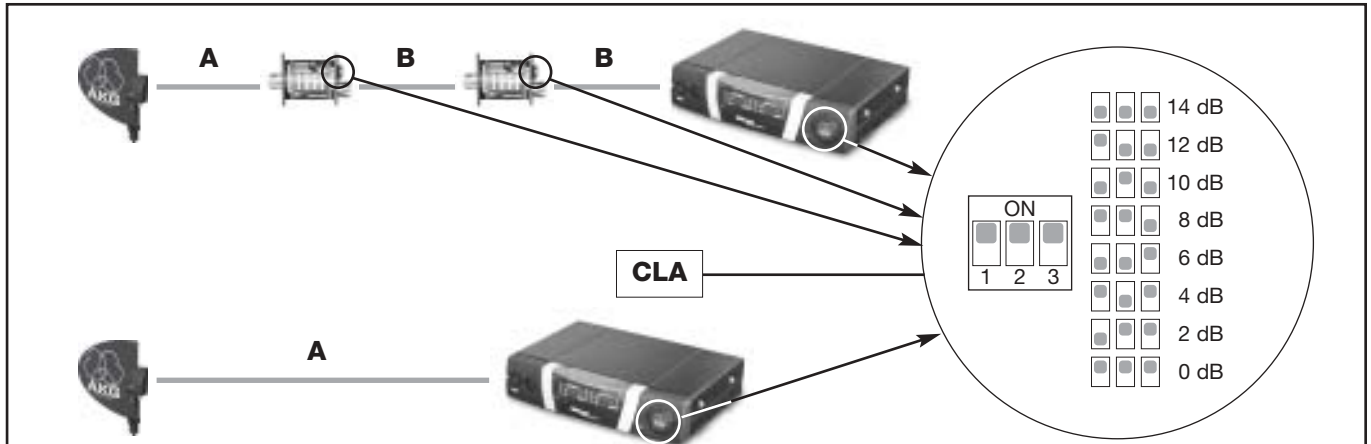 A
B
B
AKG
14 dB
12 dB
10 dB
ON
8 dB
6 dB
CLA
1 2 3
4 dB
2 dB
A
AKG
0 dB